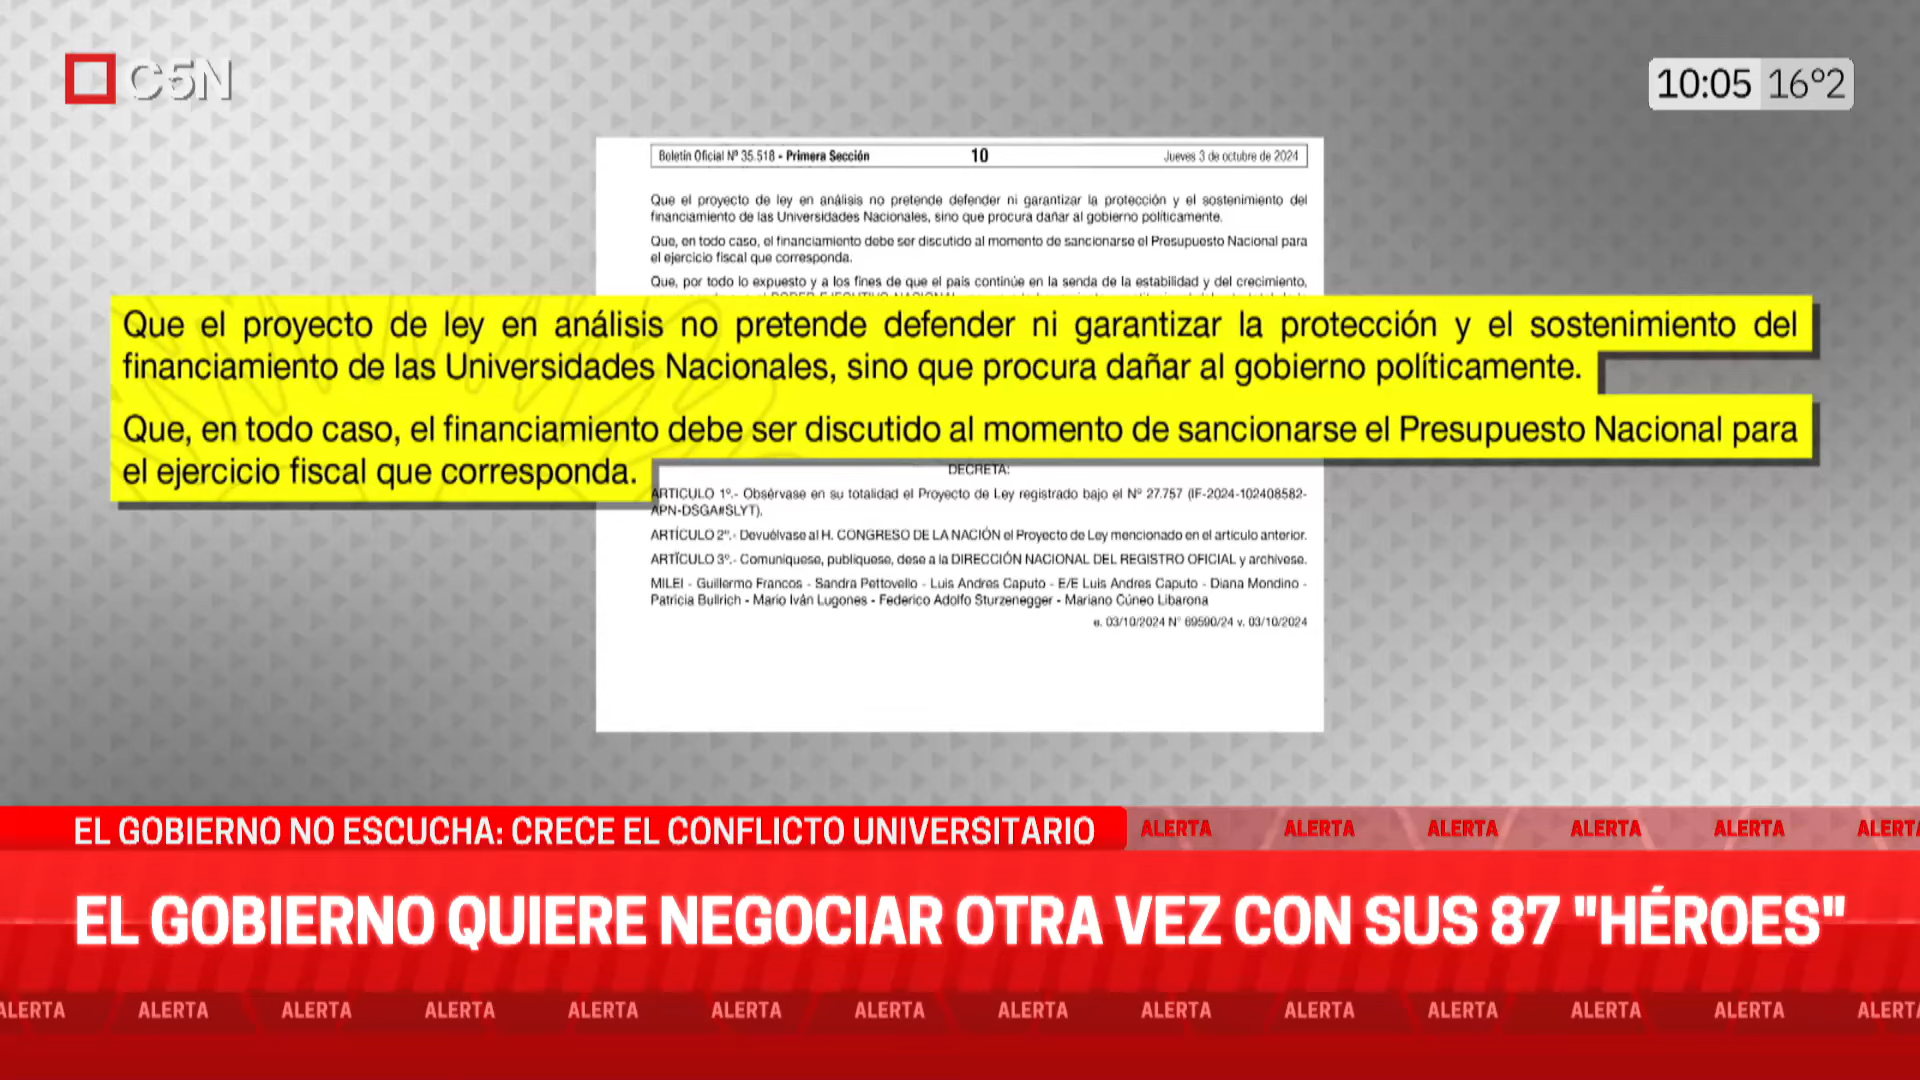 C5N
10:05 16°2
Boletín Oficial Nº 35.518 - Primera Sección 10 Jueves 3 de octubre de 2024
Que el proyecto de ley en análisis no pretende defender ni garantizar la protección y el sostenimiento del
financiamiento de las Universidades Nacionales, sino que procura dañar al gobierno políticamente.
Que, en todo caso, el financiamiento debe ser discutido al momento de sancionarse el Presupuesto Nacional para
el ejercicio fiscal que corresponda.
Que, por todo lo expuesto y a los fines de que el país continúe en la senda de la estabilidad y del crecimiento,
Que el proyecto de ley en análisis no pretende defender ni garantizar la protección y el sostenimiento del
financiamiento de las Universidades Nacionales, sino que procura dañar al gobierno políticamente.
Que, en todo caso, el financiamiento debe ser discutido al momento de sancionarse el Presupuesto Nacional para
el ejercicio fiscal que corresponda.
DECRETA:
ARTÍCULO 1º.- Obsérvase en su totalidad el Proyecto de Ley registrado bajo el Nº 27.757 (IF-2024-102408582-
APN-DSGA#SLYT).
ARTÍCULO 2º.- Devuélvase al H. CONGRESO DE LA NACIÓN el Proyecto de Ley mencionado en el artículo anterior.
ARTÍCULO 3º.- Comuníquese, publíquese, dese a la DIRECCIÓN NACIONAL DEL REGISTRO OFICIAL y archívese.
MILEI - Guillermo Francos - Sandra Pettovello - Luis Andres Caputo - E/E Luis Andres Caputo - Diana Mondino -
Patricia Bullrich - Mario Iván Lugones - Federico Adolfo Sturzenegger - Mariano Cúneo Libarona
e. 03/10/2024 N° 69590/24 v. 03/10/2024
EL GOBIERNO NO ESCUCHA: CRECE EL CONFLICTO UNIVERSITARIO
ALERTA ALERTA ALERTA ALERTA ALERTA ALERTA
EL GOBIERNO QUIERE NEGOCIAR OTRA VEZ CON SUS 87 "HÉROES"
ALERTA ALERTA ALERTA ALERTA ALERTA ALERTA ALERTA ALERTA ALERTA ALERTA ALERTA ALERTA ALERTA ALERTA